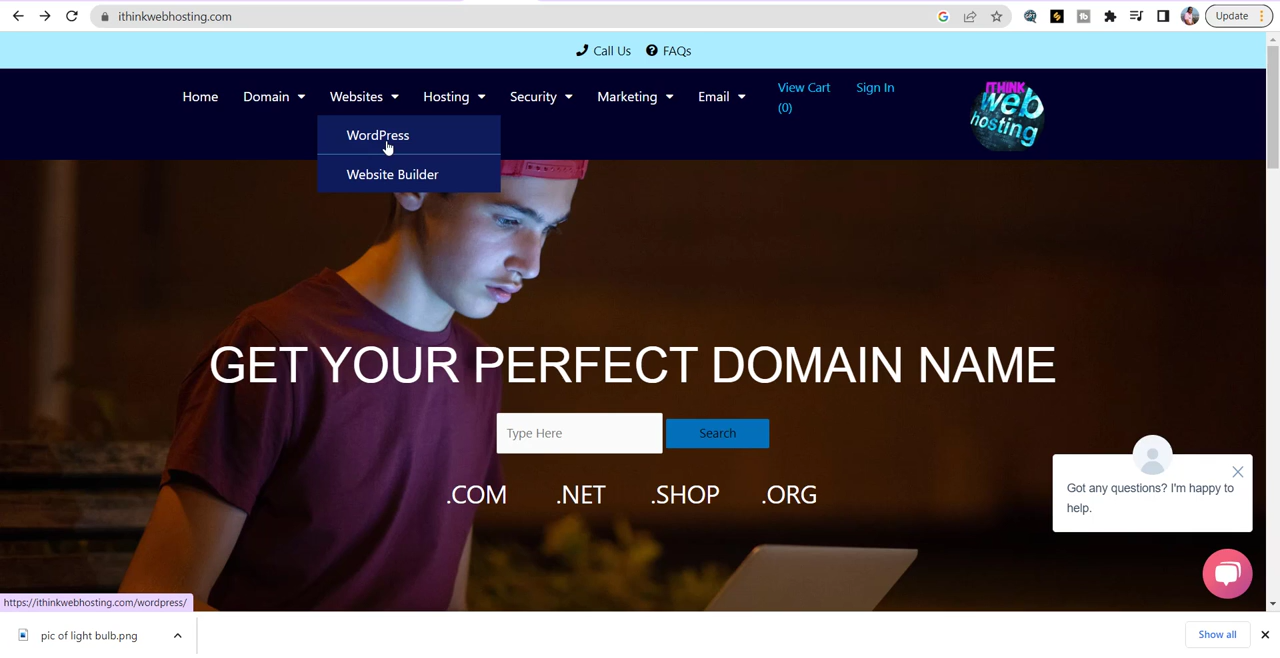 ithinkwebhosting.com
Update
Call Us
FAQs
Home
Domain
Websites
Hosting
Security
Marketing
Email
View Cart
(0)
Sign In
ITHINK
web
hosting
WordPress
Website Builder
GET YOUR PERFECT DOMAIN NAME
Type Here
Search
.COM
.NET
.SHOP
.ORG
Got any questions? I'm happy to
help.
https://ithinkwebhosting.com/wordpress/
pic of light bulb.png
Show all